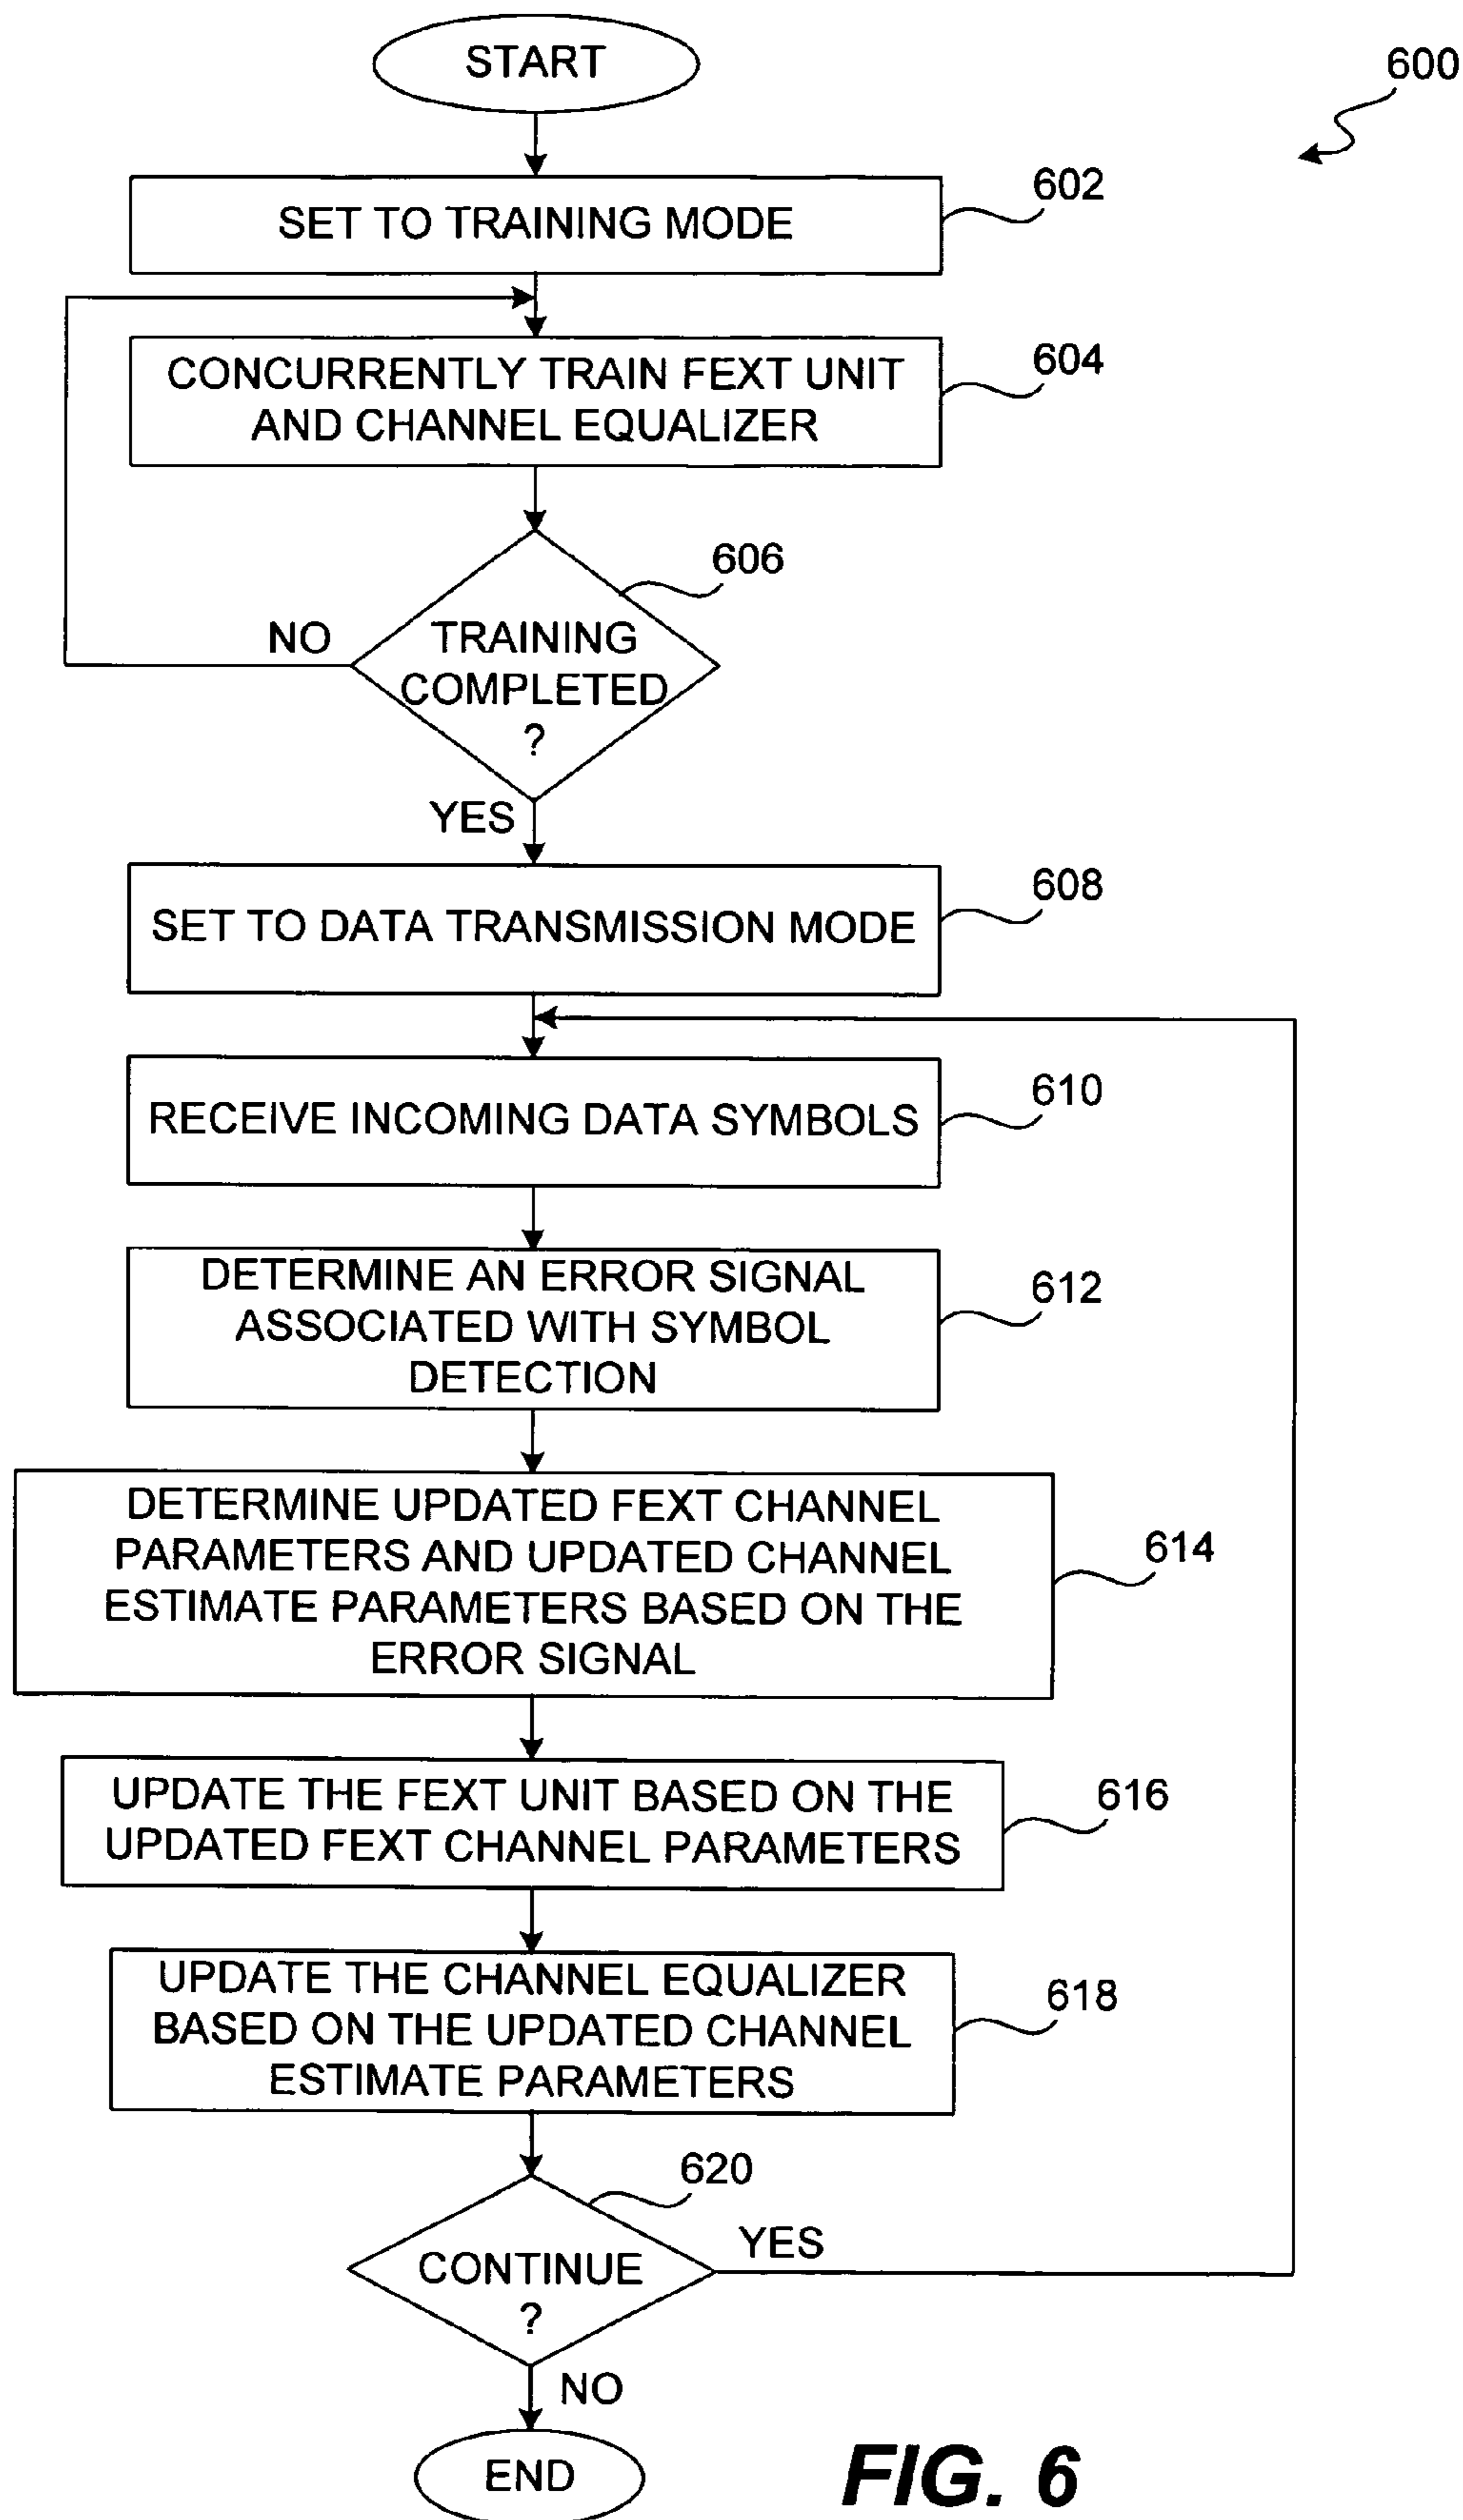 START
600
SET TO TRAINING MODE
602
CONCURRENTLY TRAIN FEXT UNIT
AND CHANNEL EQUALIZER
604
606
NO
TRAINING
COMPLETED
?
YES
SET TO DATA TRANSMISSION MODE
608
RECEIVE INCOMING DATA SYMBOLS
610
DETERMINE AN ERROR SIGNAL
ASSOCIATED WITH SYMBOL
DETECTION
612
DETERMINE UPDATED FEXT CHANNEL
PARAMETERS AND UPDATED CHANNEL
ESTIMATE PARAMETERS BASED ON THE
ERROR SIGNAL
614
UPDATE THE FEXT UNIT BASED ON THE
UPDATED FEXT CHANNEL PARAMETERS
616
UPDATE THE CHANNEL EQUALIZER
BASED ON THE UPDATED CHANNEL
ESTIMATE PARAMETERS
618
620
CONTINUE
?
YES
NO
END
FIG. 6